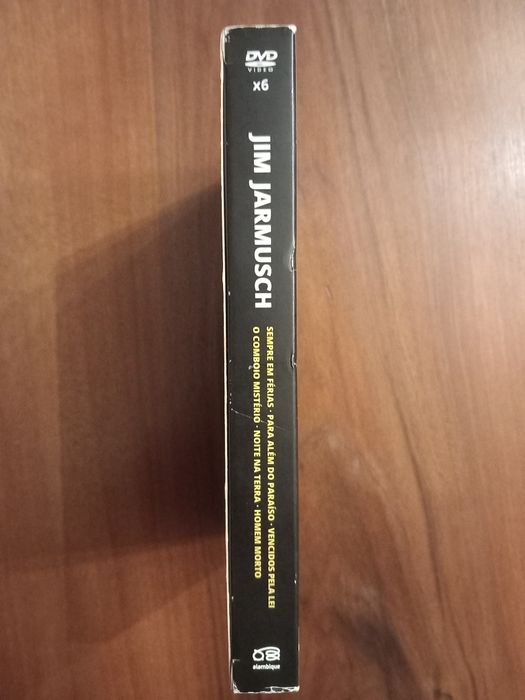 DVD
VIDEO
x6
JIM JARMUSCH
SEMPRE EM FÉRIAS · PARA ALÉM DO PARAÍSO · VENCIDOS PELA LEI
O COMBOIO MISTÉRIO · NOITE NA TERRA · HOMEM MORTO
alambique